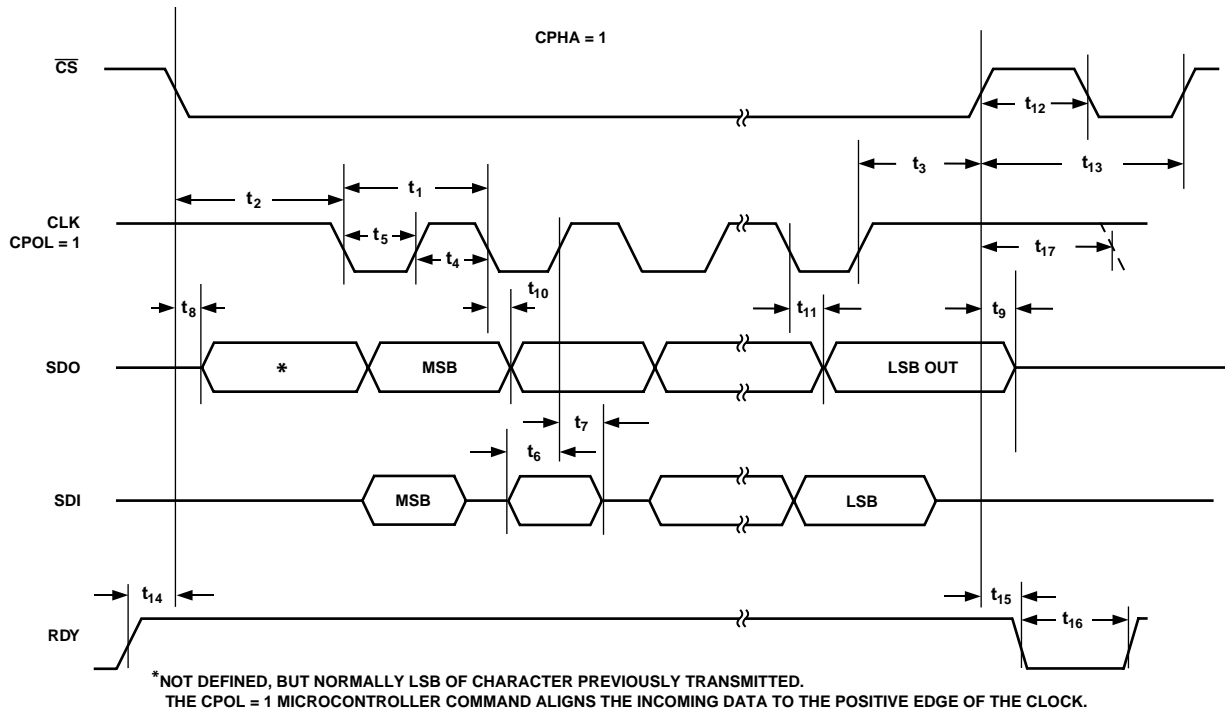 CPHA = 1
CS
t12
t3
t13
t1
t2
CLK
CPOL = 1
t5
t4
t17
t10
t8
t11
t9
SDO
*
MSB
LSB OUT
t7
t6
SDI
MSB
LSB
t14
t15
t16
RDY
*NOT DEFINED, BUT NORMALLY LSB OF CHARACTER PREVIOUSLY TRANSMITTED.
THE CPOL = 1 MICROCONTROLLER COMMAND ALIGNS THE INCOMING DATA TO THE POSITIVE EDGE OF THE CLOCK.